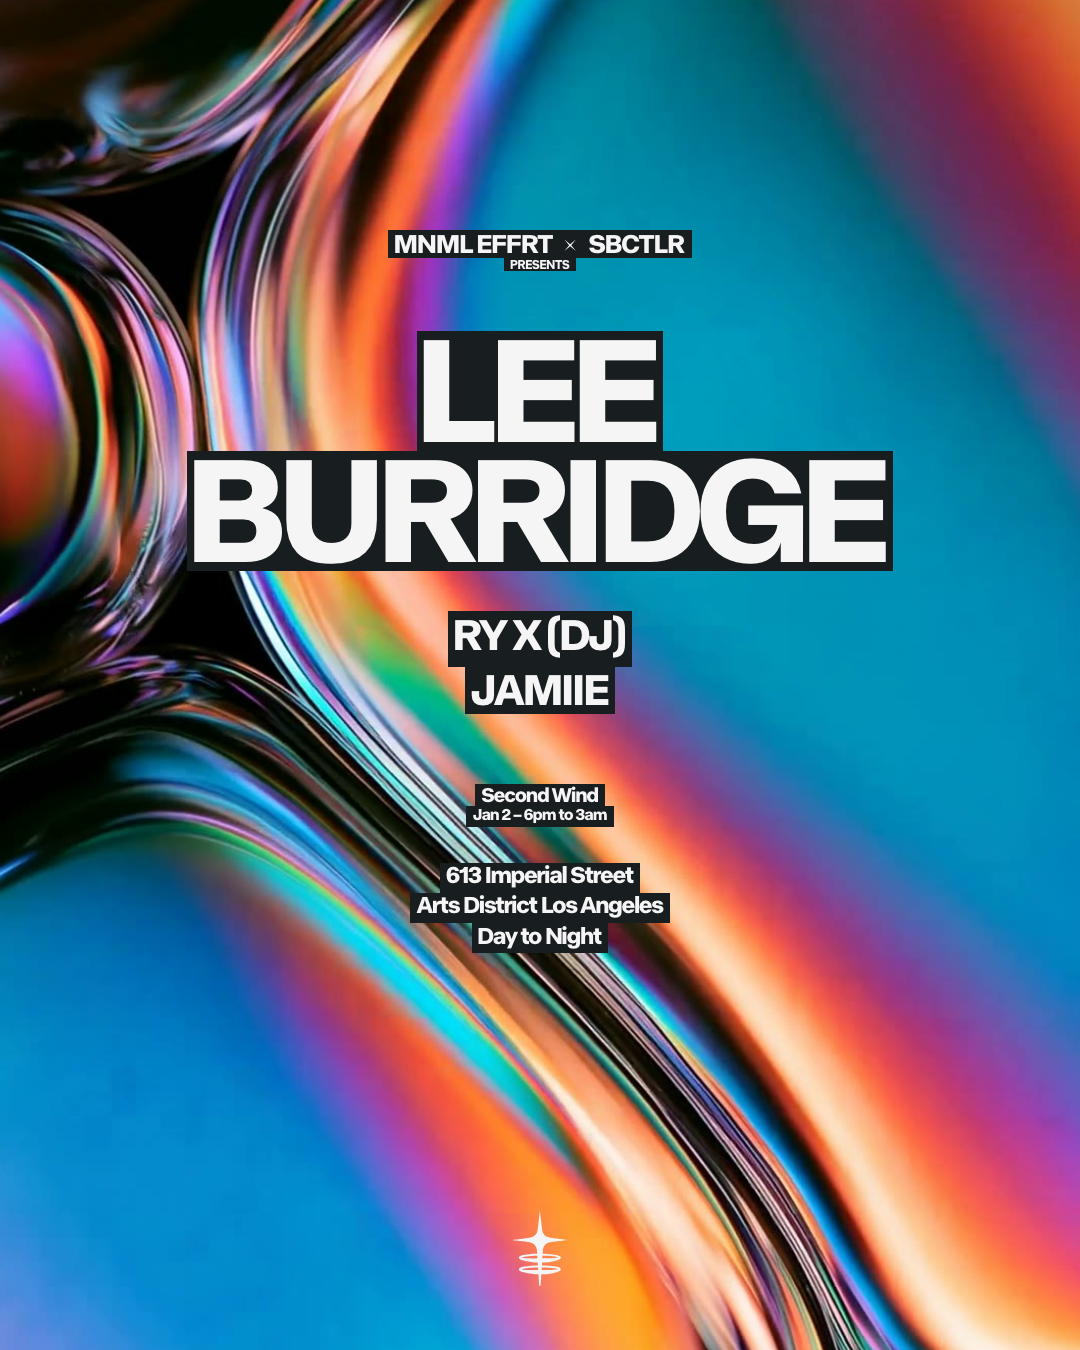 MNML EFFRT × SBCTLR
PRESENTS
LEE
BURRIDGE
RY X (DJ)
JAMIIE
Second Wind
Jan 2 – 6pm to 3am
613 Imperial Street
Arts District Los Angeles
Day to Night